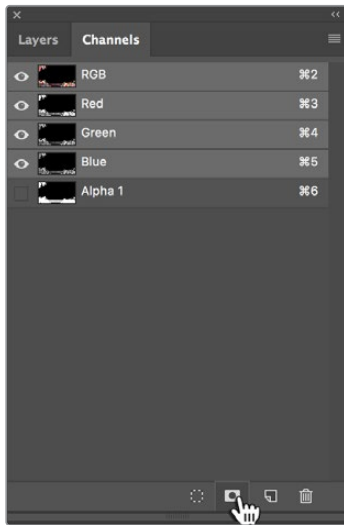 Layers Channels
RGB ⌘2
Red ⌘3
Green ⌘4
Blue ⌘5
Alpha 1 ⌘6